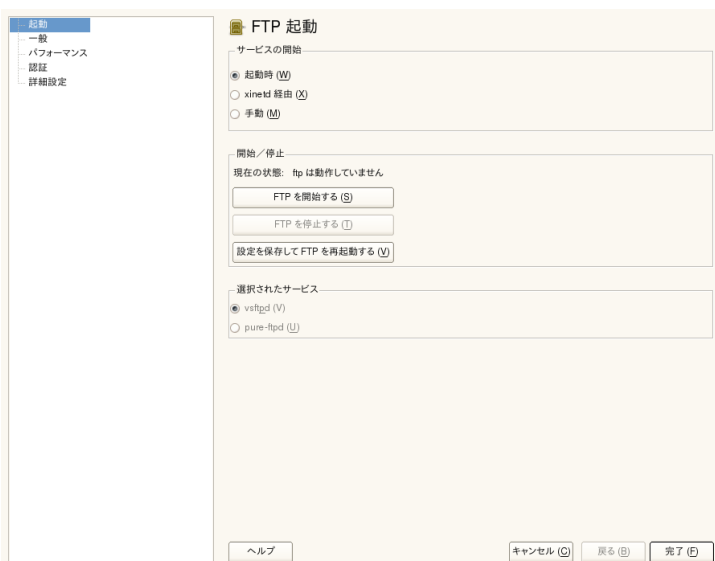 起動
一般
パフォーマンス
認証
詳細設定
FTP 起動
サービスの開始
起動時 (W)
xinetd 経由 (X)
手動 (M)
開始／停止
現在の状態: ftp は動作していません
FTP を開始する (S)
FTP を停止する (T)
設定を保存して FTP を再起動する (V)
選択されたサービス
vsftpd (V)
pure-ftpd (U)
ヘルプ
キャンセル (C)
戻る (B)
完了 (F)